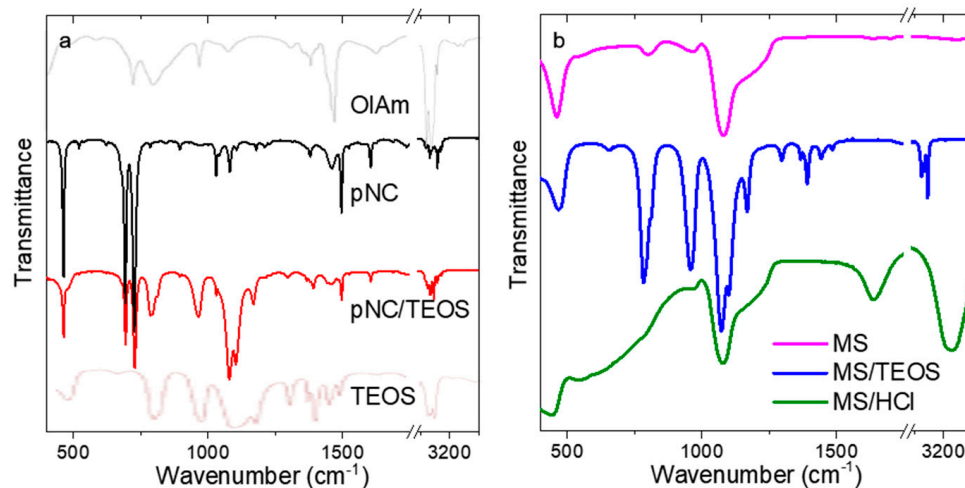 a
OlAm
pNC
pNC/TEOS
TEOS
Transmittance
500 1000 1500 3200
Wavenumber (cm⁻¹)
b
MS
MS/TEOS
MS/HCl
Transmittance
500 1000 1500 3200
Wavenumber (cm⁻¹)